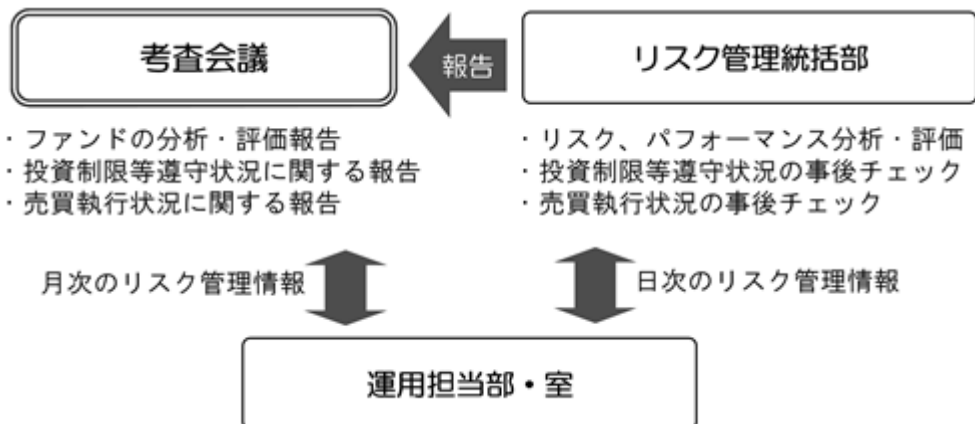 考査会議
報告
リスク管理統括部
・ファンドの分析・評価報告
・投資制限等遵守状況に関する報告
・売買執行状況に関する報告
・リスク、パフォーマンス分析・評価
・投資制限等遵守状況の事後チェック
・売買執行状況の事後チェック
月次のリスク管理情報
日次のリスク管理情報
運用担当部・室